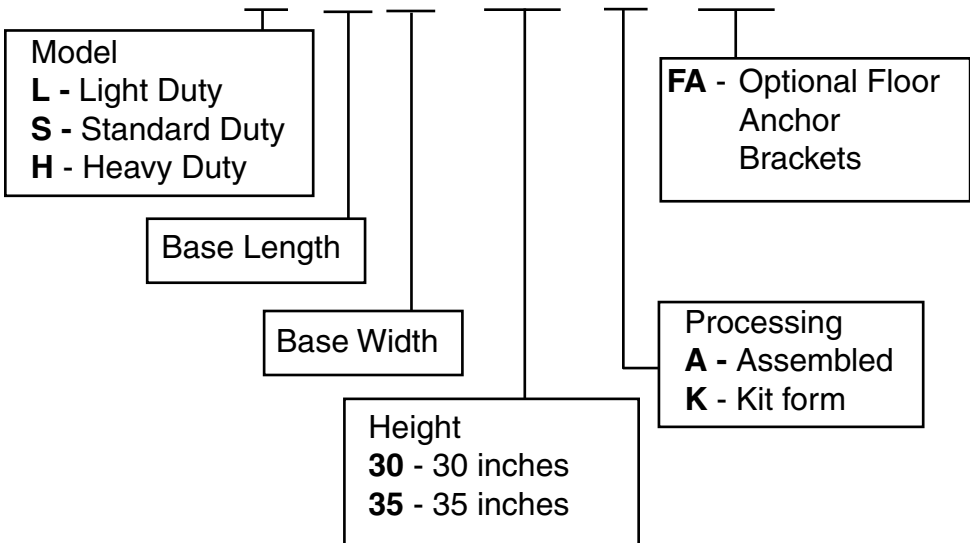 Model
L - Light Duty
S - Standard Duty
H - Heavy Duty
FA - Optional Floor
Anchor
Brackets
Base Length
Base Width
Processing
A - Assembled
K - Kit form
Height
30 - 30 inches
35 - 35 inches